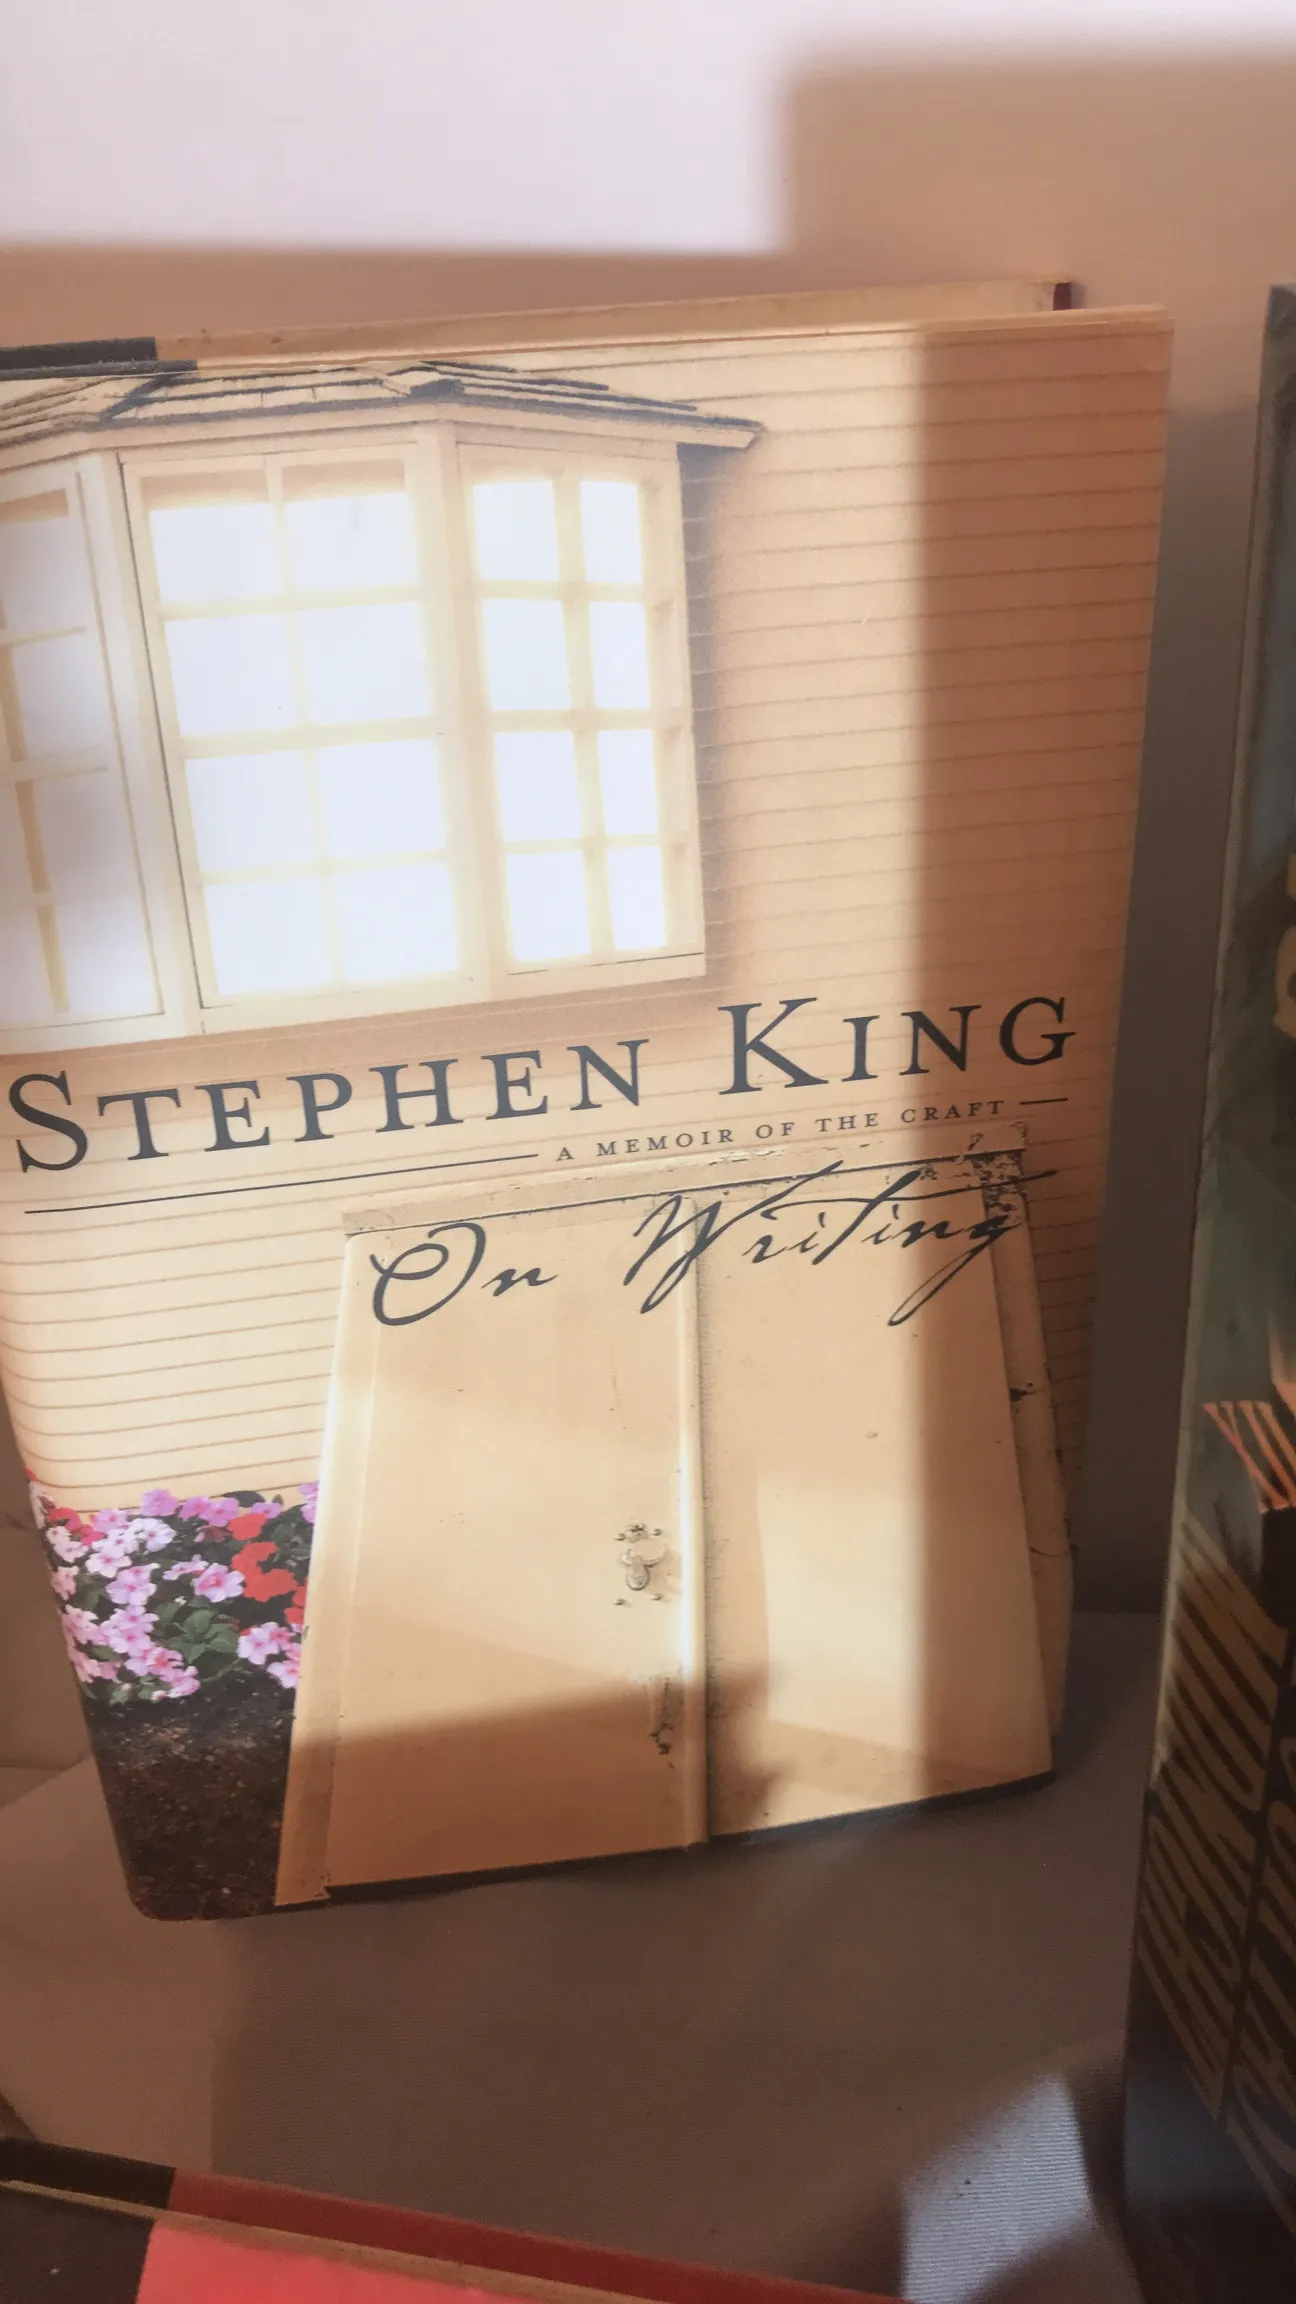 STEPHEN KING
A MEMOIR OF THE CRAFT
On Writing